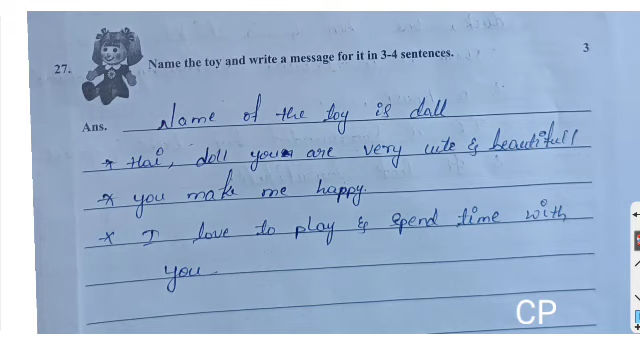 27. Name the toy and write a message for it in 3-4 sentences. 3
Ans. Name of the toy is dall
* Hai, doll you are very cute & beautifull
* you make me happy.
* I love to play & spend time with
you.
CP